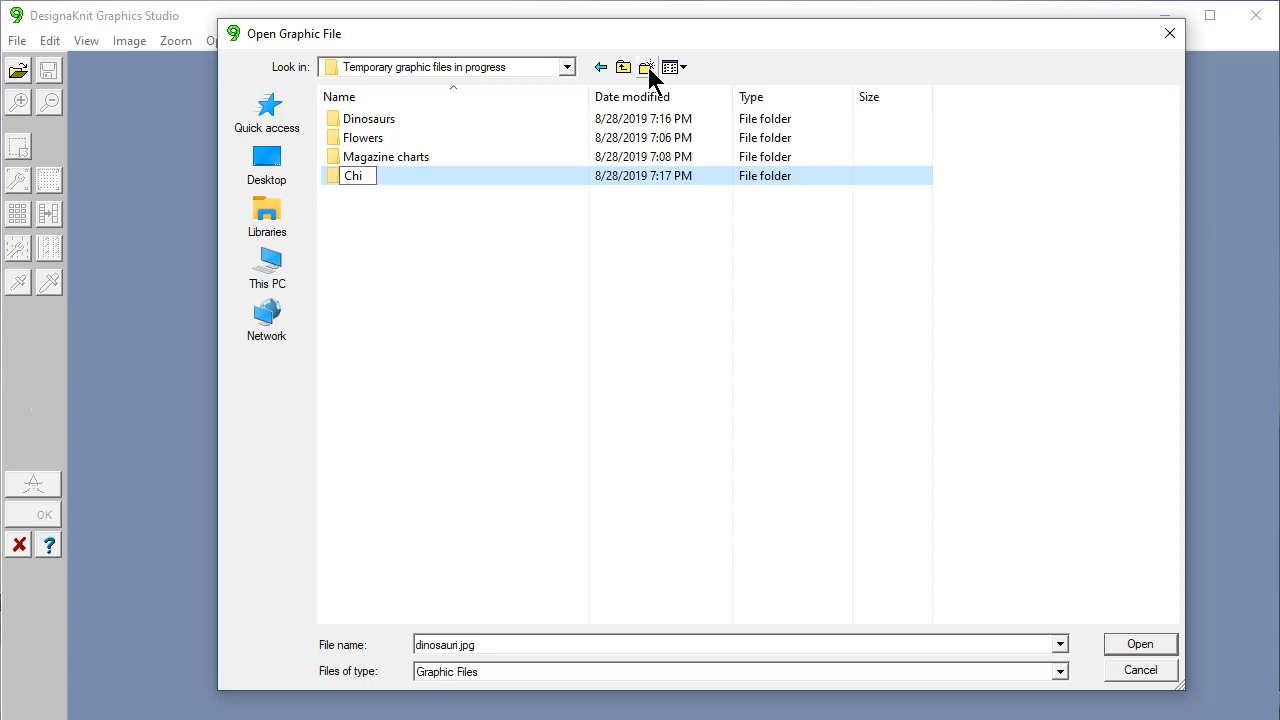 DesignaKnit Graphics Studio
File Edit View Image Zoom
Open Graphic File
Look in: Temporary graphic files in progress
Name Date modified Type Size
Dinosaurs 8/28/2019 7:16 PM File folder
Flowers 8/28/2019 7:06 PM File folder
Magazine charts 8/28/2019 7:08 PM File folder
Chi 8/28/2019 7:17 PM File folder
Quick access
Desktop
Libraries
This PC
Network
OK
?
File name: dinosauri.jpg Open
Files of type: Graphic Files Cancel